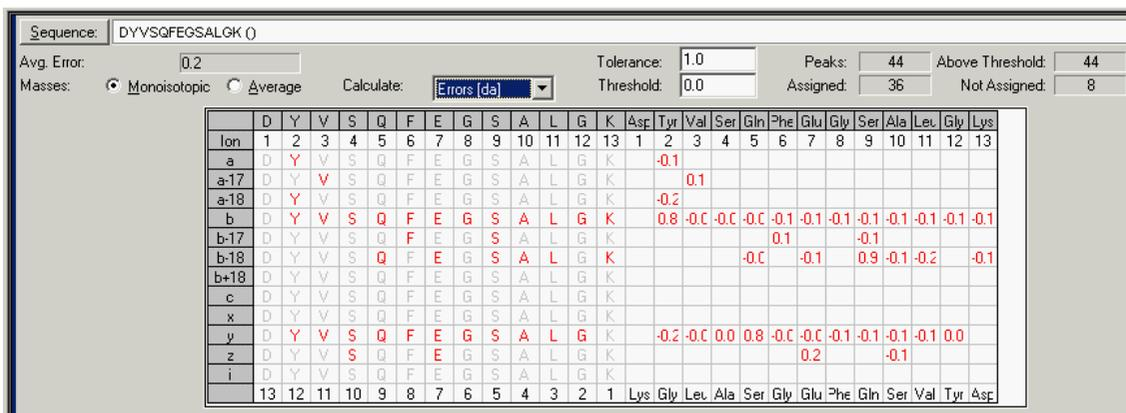 Sequence: DYVSQFEGSALGK ()
Avg. Error: 0.2 Tolerance: 1.0 Peaks: 44 Above Threshold: 44
Masses: Monoisotopic Average Calculate: Errors [da] Threshold: 0.0 Assigned: 36 Not Assigned: 8
D Y V S Q F E G S A L G K Asp Tyr Val Ser Gln Phe Glu Gly Ser Ala Leu Gly Lys
Ion 1 2 3 4 5 6 7 8 9 10 11 12 13 1 2 3 4 5 6 7 8 9 10 11 12 13
a D Y V S Q F E G S A L G K -0.1
a-17 D Y V S Q F E G S A L G K 0.1
a-18 D Y V S Q F E G S A L G K -0.2
b D Y V S Q F E G S A L G K 0.8 -0.0 -0.0 -0.0 -0.1 -0.1 -0.1 -0.1 -0.1 -0.1 -0.1 -0.1
b-17 D Y V S Q F E G S A L G K 0.1 -0.1
b-18 D Y V S Q F E G S A L G K -0.0 -0.1 0.9 -0.1 -0.2 -0.1
b+18 D Y V S Q F E G S A L G K
c D Y V S Q F E G S A L G K
x D Y V S Q F E G S A L G K
y D Y V S Q F E G S A L G K -0.2 -0.0 0.0 0.8 -0.0 -0.0 -0.1 -0.1 -0.1 -0.1 0.0
z D Y V S Q F E G S A L G K 0.2 -0.1
i D Y V S Q F E G S A L G K
13 12 11 10 9 8 7 6 5 4 3 2 1 Lys Gly Leu Ala Ser Gly Glu Phe Gln Ser Val Tyr Asp